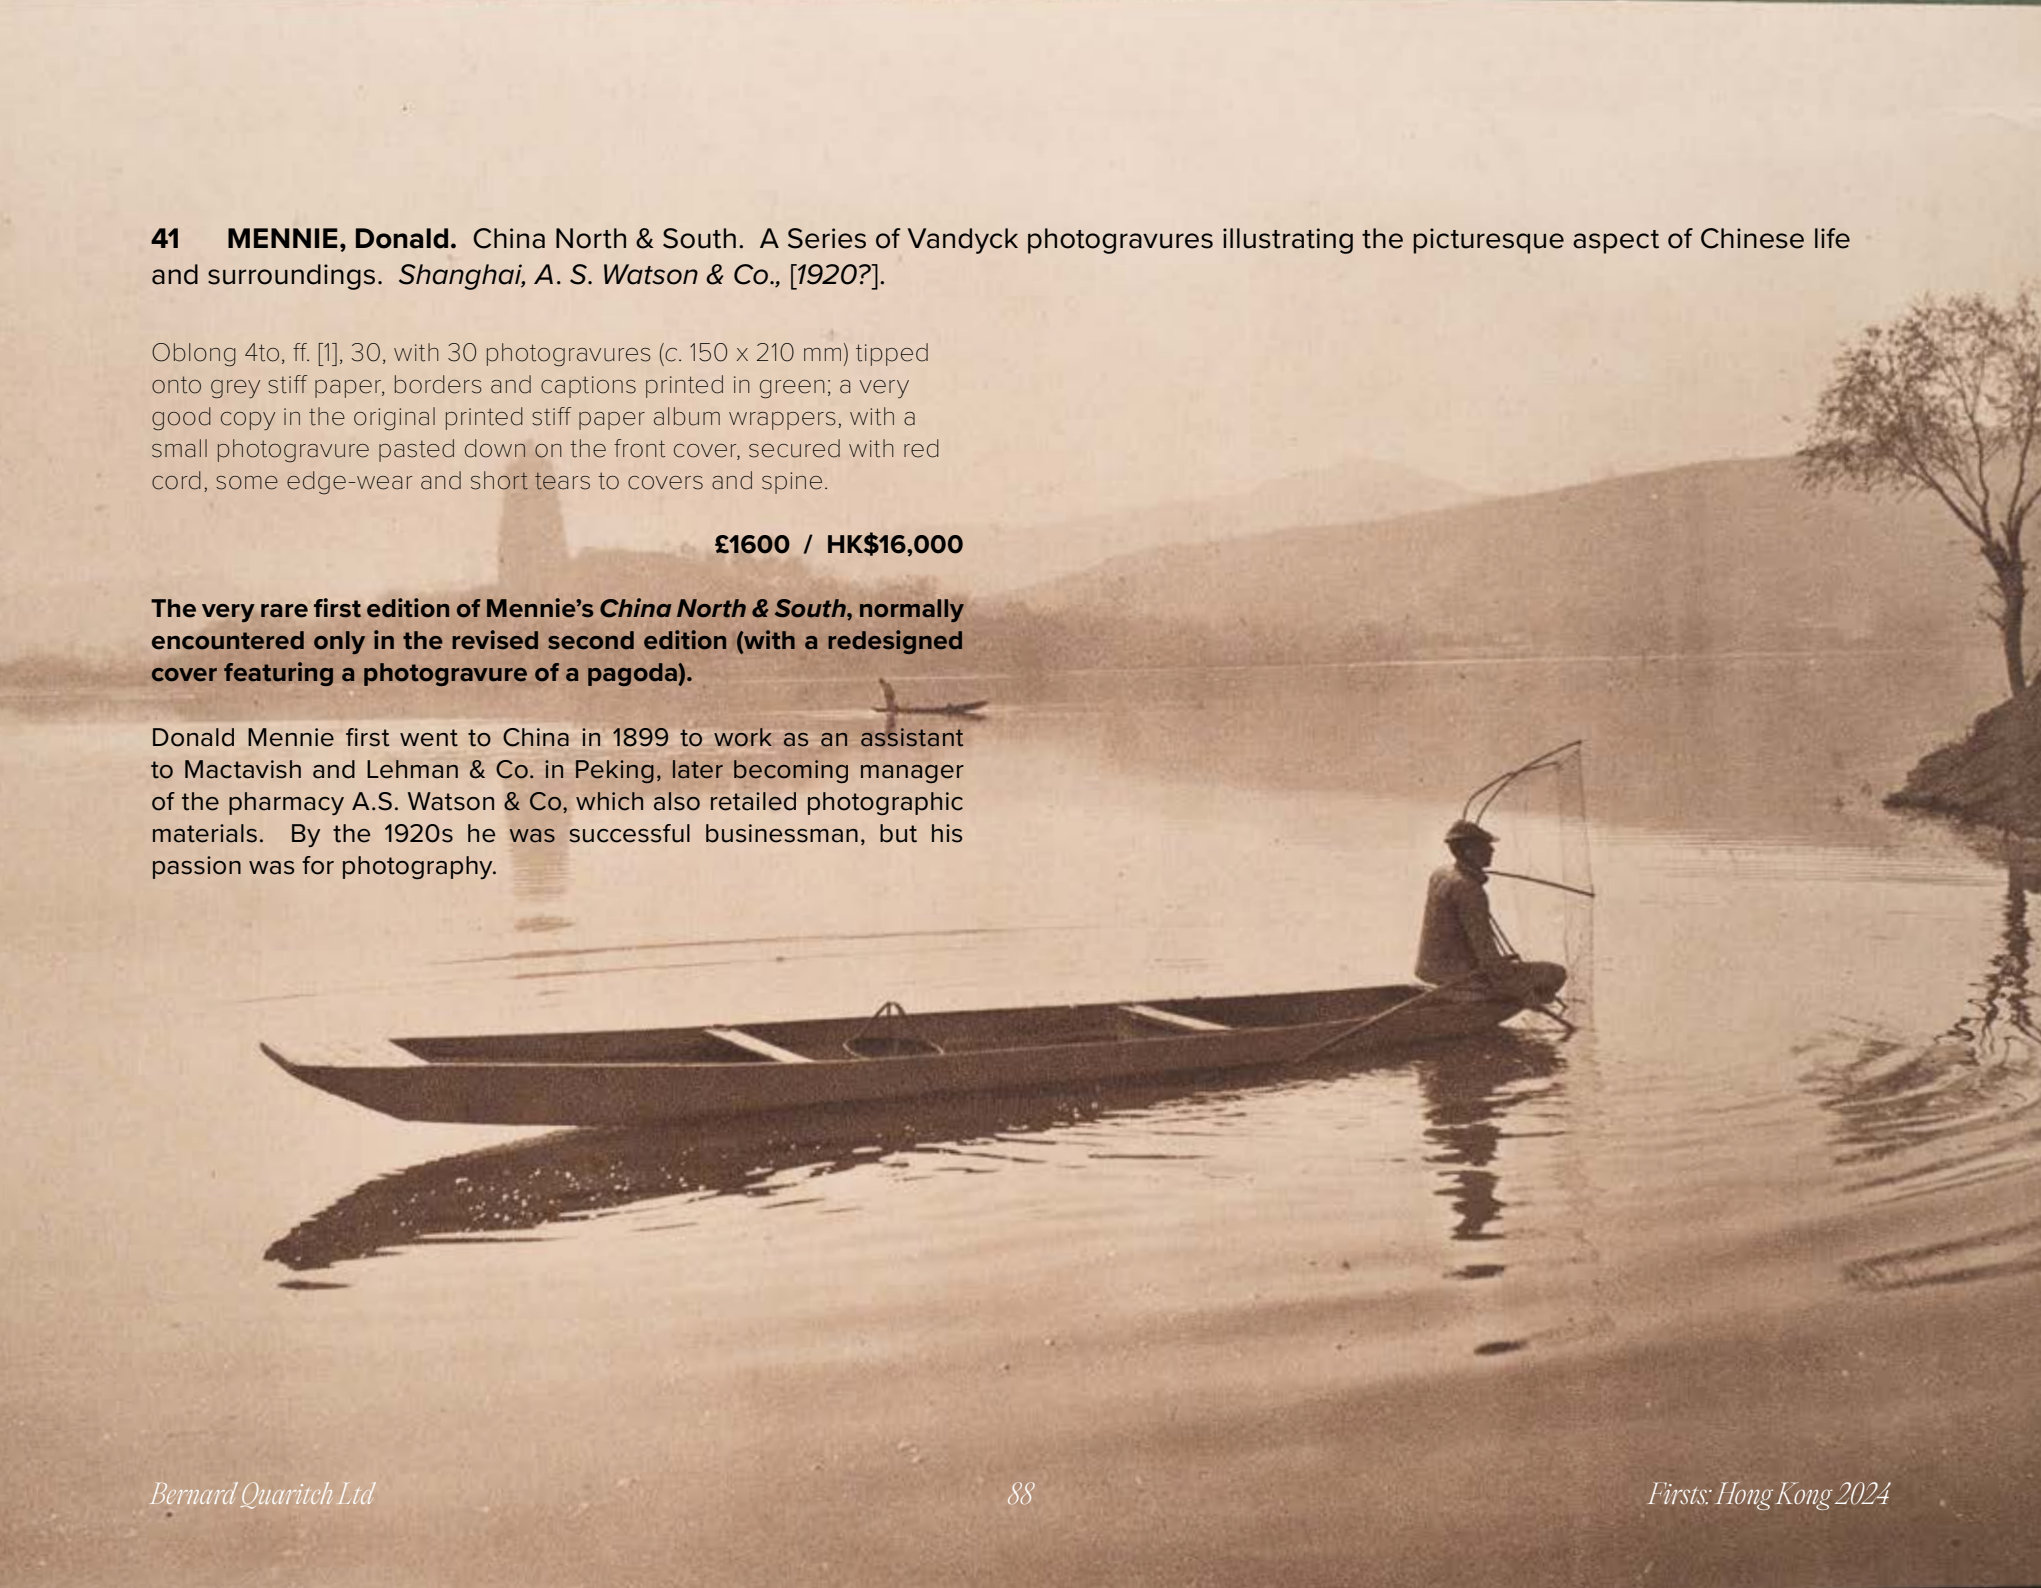 41 MENNIE, Donald. China North & South. A Series of Vandyck photogravures illustrating the picturesque aspect of Chinese life
and surroundings. Shanghai, A. S. Watson & Co., [1920?].
Oblong 4to, ff. [1], 30, with 30 photogravures (c. 150 x 210 mm) tipped
onto grey stiff paper, borders and captions printed in green; a very
good copy in the original printed stiff paper album wrappers, with a
small photogravure pasted down on the front cover, secured with red
cord, some edge-wear and short tears to covers and spine.
£1600 / HK$16,000
The very rare first edition of Mennie’s China North & South, normally
encountered only in the revised second edition (with a redesigned
cover featuring a photogravure of a pagoda).
Donald Mennie first went to China in 1899 to work as an assistant
to Mactavish and Lehman & Co. in Peking, later becoming manager
of the pharmacy A.S. Watson & Co, which also retailed photographic
materials. By the 1920s he was successful businessman, but his
passion was for photography.
Bernard Quaritch Ltd
88
Firsts: Hong Kong 2024